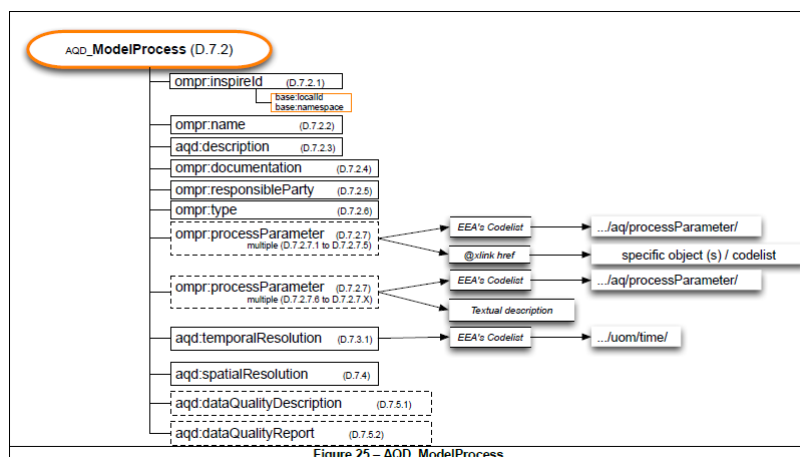 AQD_ModelProcess (D.7.2)
ompr:inspireId (D.7.2.1)
base:localId
base:namespace
ompr:name (D.7.2.2)
aqd:description (D.7.2.3)
ompr:documentation (D.7.2.4)
ompr:responsibleParty (D.7.2.5)
ompr:type (D.7.2.6)
ompr:processParameter (D.7.2.7)
multiple (D.7.2.7.1 to D.7.2.7.5)
EEA's Codelist
.../aq/processParameter/
@xlink href
specific object (s) / codelist
ompr:processParameter (D.7.2.7)
multiple (D.7.2.7.6 to D.7.2.7.X)
EEA's Codelist
.../aq/processParameter/
Textual description
aqd:temporalResolution (D.7.3.1)
EEA's Codelist
.../uom/time/
aqd:spatialResolution (D.7.4)
aqd:dataQualityDescription (D.7.5.1)
aqd:dataQualityReport (D.7.5.2)
Figure 25 – AQD_ModelProcess